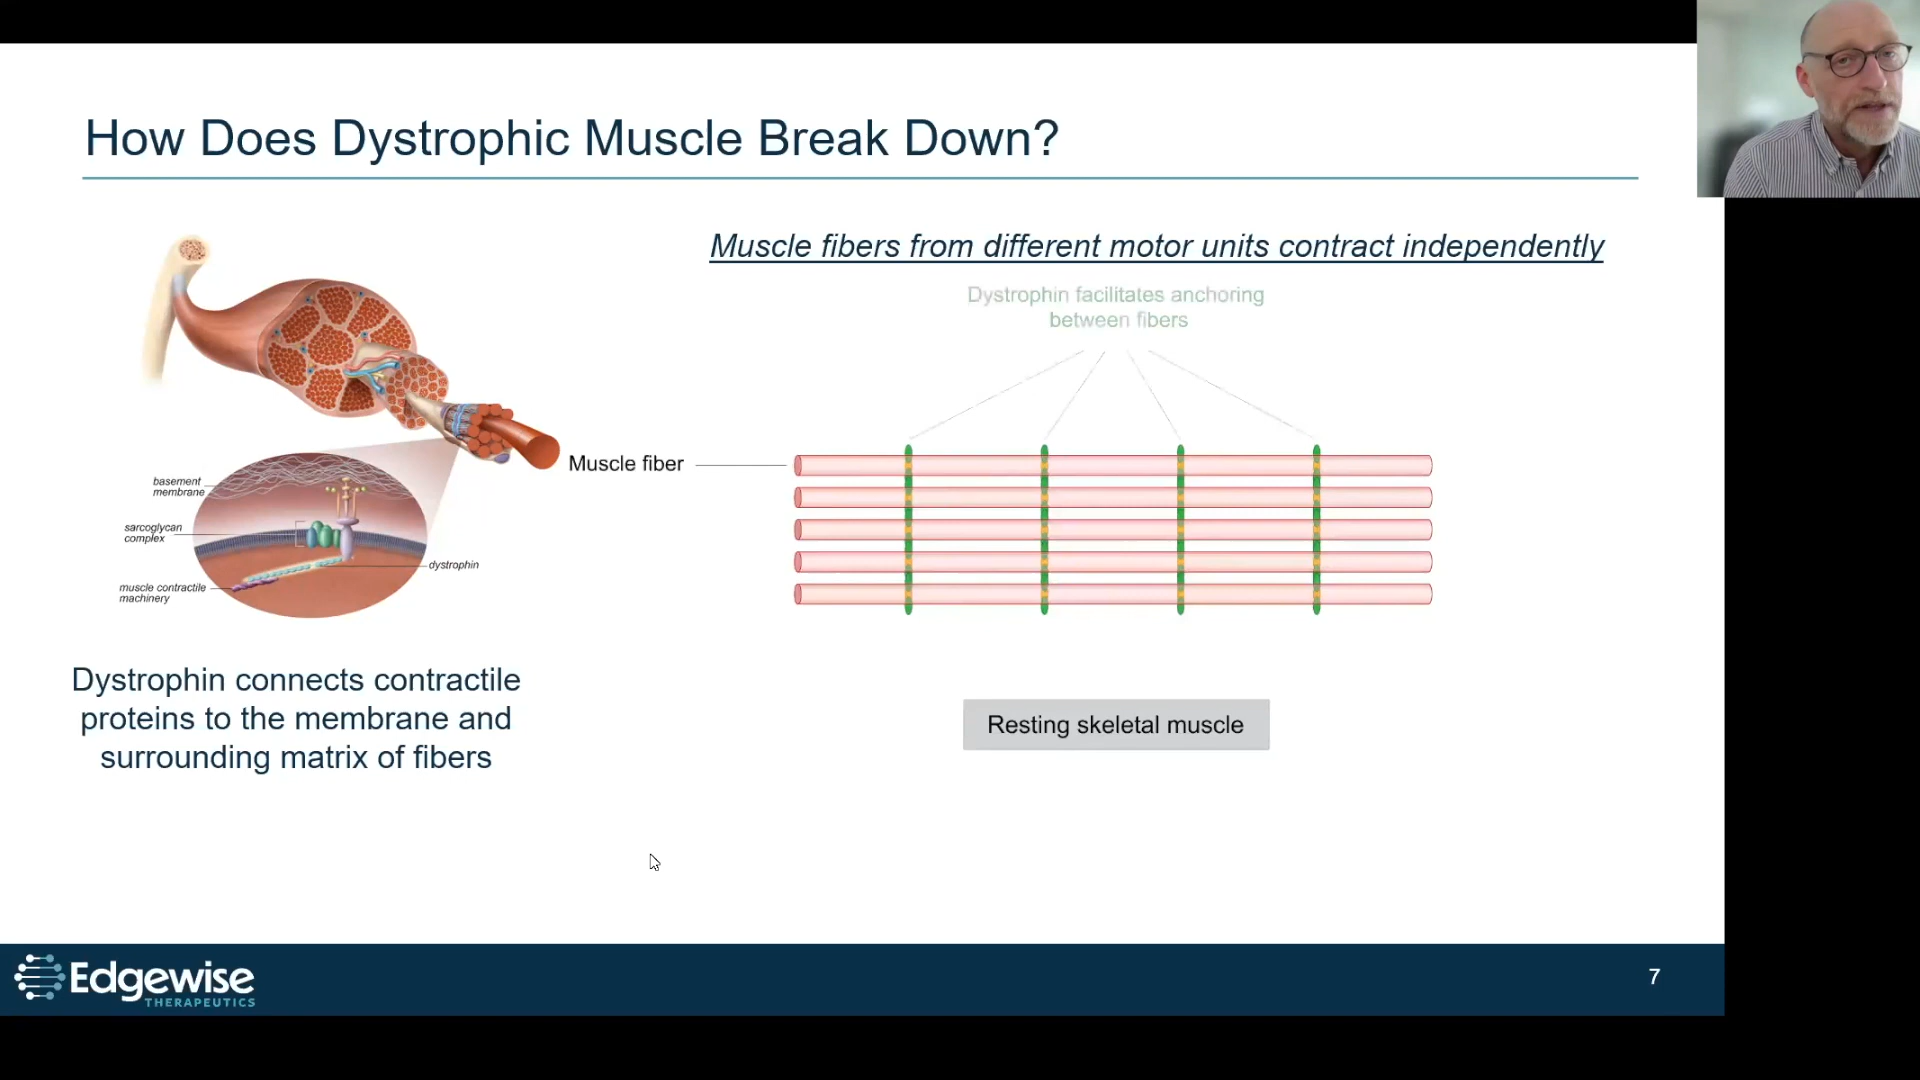 How Does Dystrophic Muscle Break Down?
Muscle fibers from different motor units contract independently
Dystrophin facilitates anchoring
between fibers
Muscle fiber
basement
membrane
sarcoglycan
complex
dystrophin
muscle contractile
machinery
Dystrophin connects contractile
proteins to the membrane and
surrounding matrix of fibers
Resting skeletal muscle
Edgewise
THERAPEUTICS
7